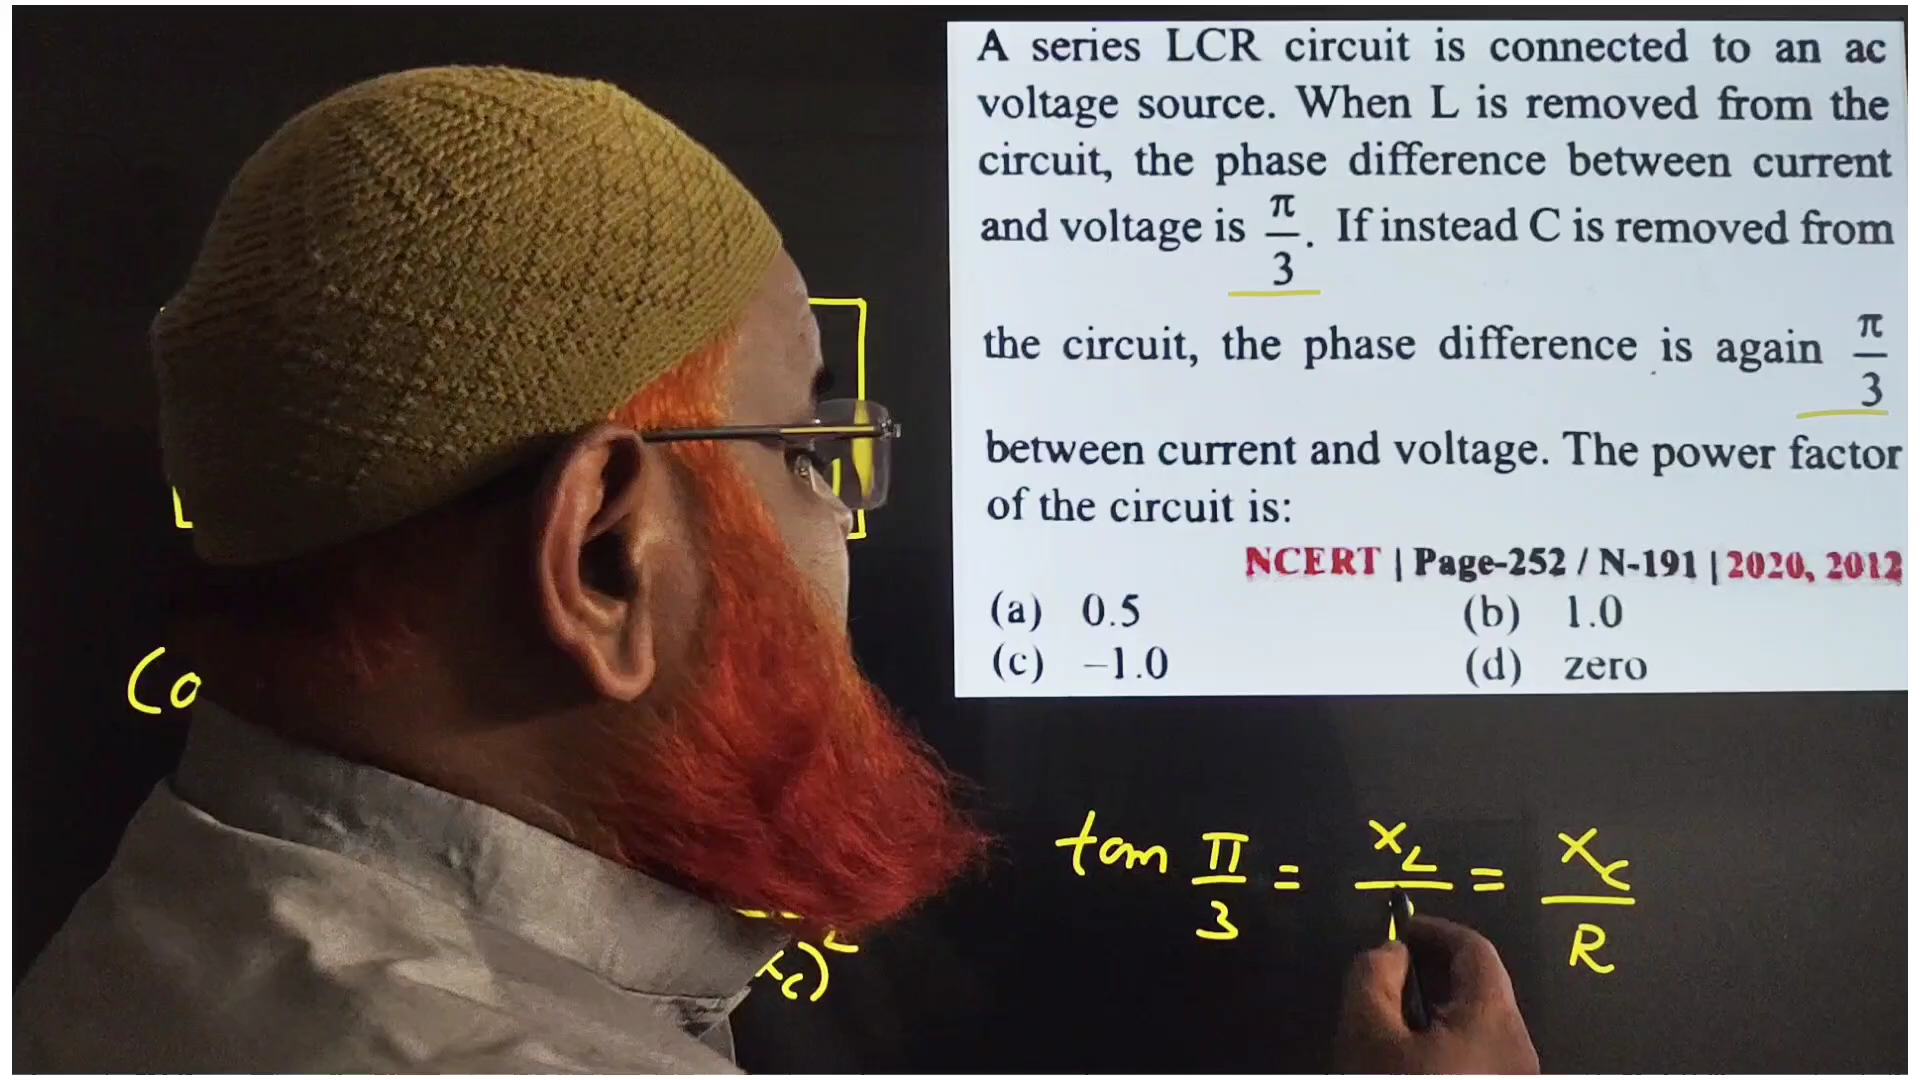 A series LCR circuit is connected to an ac
voltage source. When L is removed from the
circuit, the phase difference between current
and voltage is π/3. If instead C is removed from
the circuit, the phase difference is again π/3
between current and voltage. The power factor
of the circuit is:
NCERT | Page-252 / N-191 | 2020, 2012
(a) 0.5 (b) 1.0
(c) –1.0 (d) zero
tan π/3 = X_L/ = X_C/R